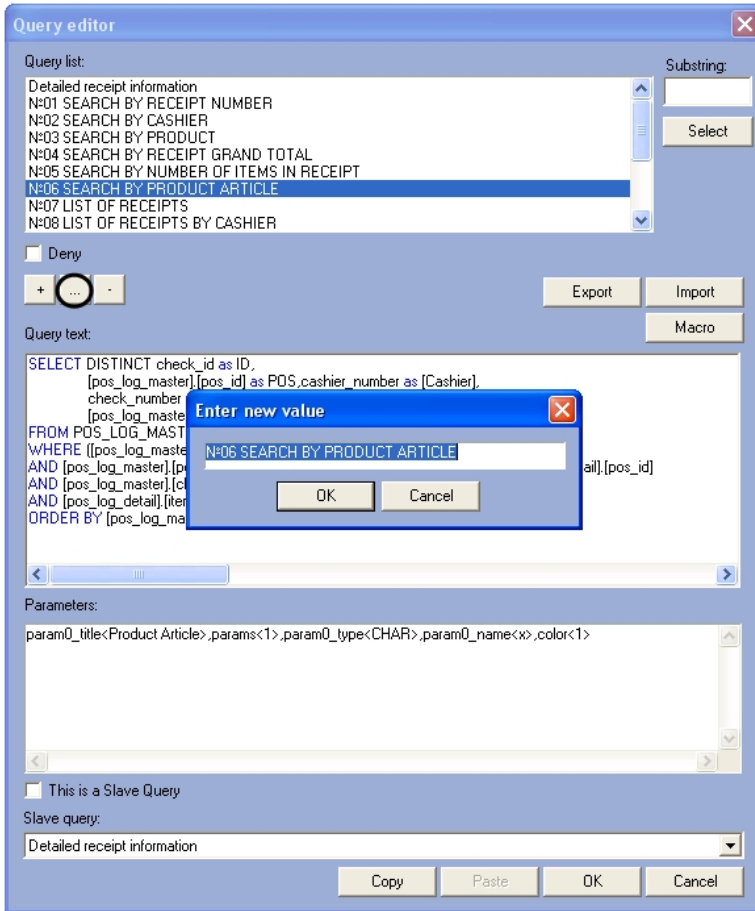 Query editor
Query list:
Substring:
Detailed receipt information
№01 SEARCH BY RECEIPT NUMBER
№02 SEARCH BY CASHIER
№03 SEARCH BY PRODUCT
№04 SEARCH BY RECEIPT GRAND TOTAL
№05 SEARCH BY NUMBER OF ITEMS IN RECEIPT
№06 SEARCH BY PRODUCT ARTICLE
№07 LIST OF RECEIPTS
№08 LIST OF RECEIPTS BY CASHIER
Select
Deny
+ ... -
Export Import
Macro
Query text:
SELECT DISTINCT check_id as ID,
[pos_log_master].[pos_id] as POS,cashier_number as [Cashier],
check_number
[pos_log_maste
FROM POS_LOG_MAST
WHERE ([pos_log_maste
AND [pos_log_master].[p ail].[pos_id]
AND [pos_log_master].[c
AND [pos_log_detail].[iter
ORDER BY [pos_log_ma
Enter new value
№06 SEARCH BY PRODUCT ARTICLE
OK Cancel
Parameters:
param0_title<Product Article>,params<1>,param0_type<CHAR>,param0_name<x>,color<1>
This is a Slave Query
Slave query:
Detailed receipt information
Copy Paste OK Cancel